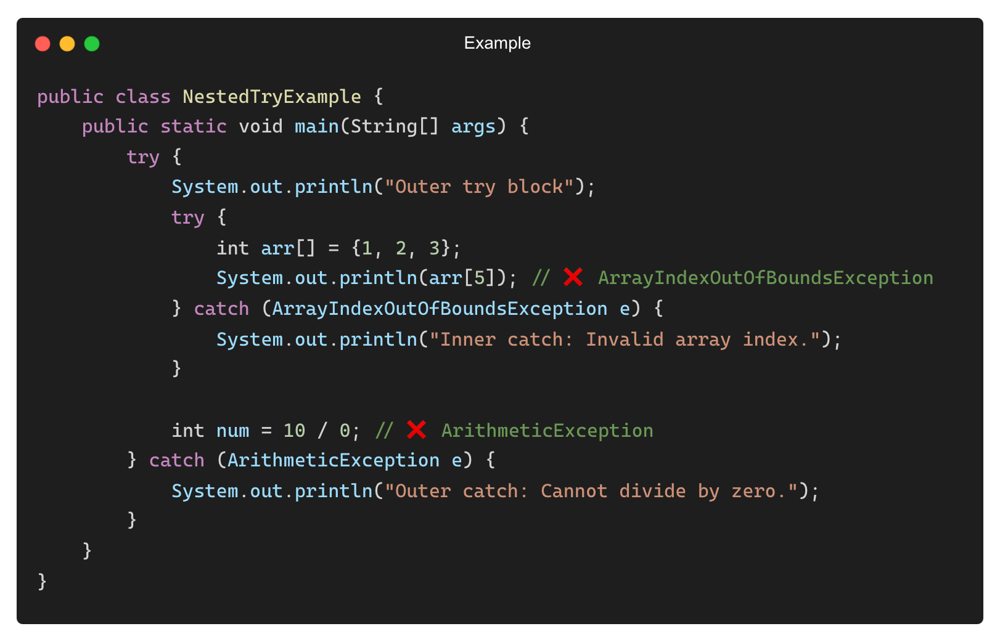 Example
public class NestedTryExample {
    public static void main(String[] args) {
        try {
            System.out.println("Outer try block");
            try {
                int arr[] = {1, 2, 3};
                System.out.println(arr[5]); // ❌ ArrayIndexOutOfBoundsException
            } catch (ArrayIndexOutOfBoundsException e) {
                System.out.println("Inner catch: Invalid array index.");
            }

            int num = 10 / 0; // ❌ ArithmeticException
        } catch (ArithmeticException e) {
            System.out.println("Outer catch: Cannot divide by zero.");
        }
    }
}